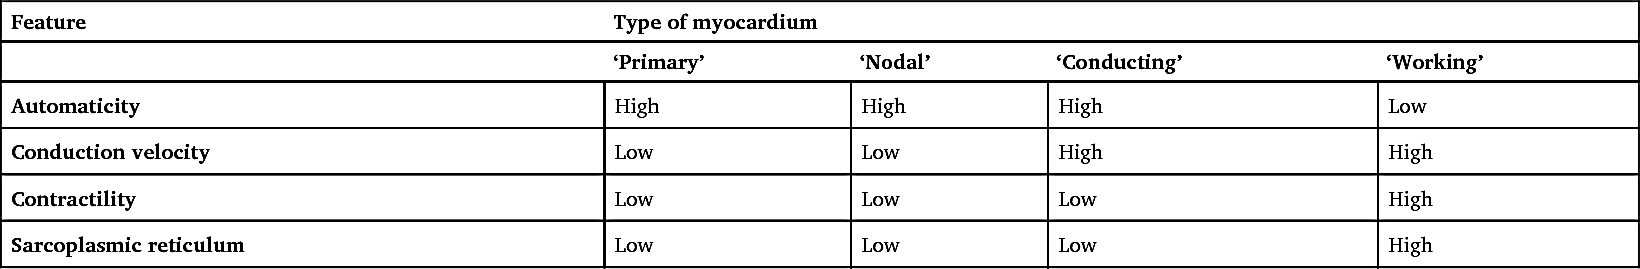 Feature Type of myocardium
‘Primary’ ‘Nodal’ ‘Conducting’ ‘Working’
Automaticity High High High Low
Conduction velocity Low Low High High
Contractility Low Low Low High
Sarcoplasmic reticulum Low Low Low High